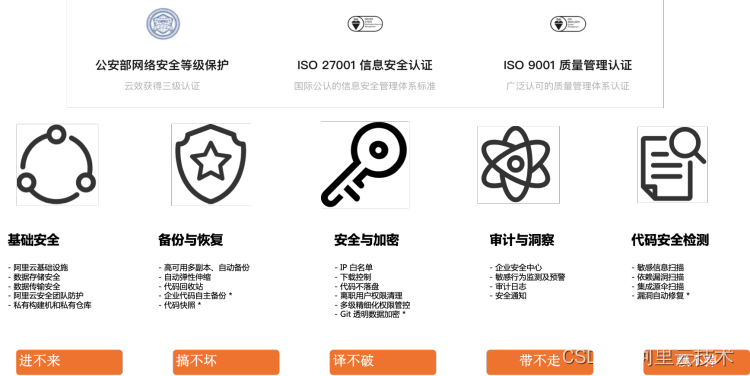 公安部网络安全等级保护
云效获得三级认证
ISO 27001 信息安全认证
国际公认的信息安全管理体系标准
ISO 9001 质量管理认证
广泛认可的质量管理体系认证
基础安全
- 阿里云基础设施
- 数据存储安全
- 数据传输安全
- 阿里云安全团队防护
- 私有构建机和私有仓库
进不来
备份与恢复
- 高可用多副本、自动备份
- 自动弹性伸缩
- 代码回收站
- 企业代码自主备份 *
- 代码快照 *
搞不坏
安全与加密
- IP 白名单
- 下载控制
- 代码不落盘
- 离职用户权限清理
- 多级精细化权限管控
- Git 透明数据加密 *
译不破
审计与洞察
- 企业安全中心
- 敏感行为监测及预警
- 审计日志
- 安全通知
带不走
代码安全检测
- 敏感信息扫描
- 依赖漏洞扫描
- 集成源伞扫描
- 漏洞自动修复 *